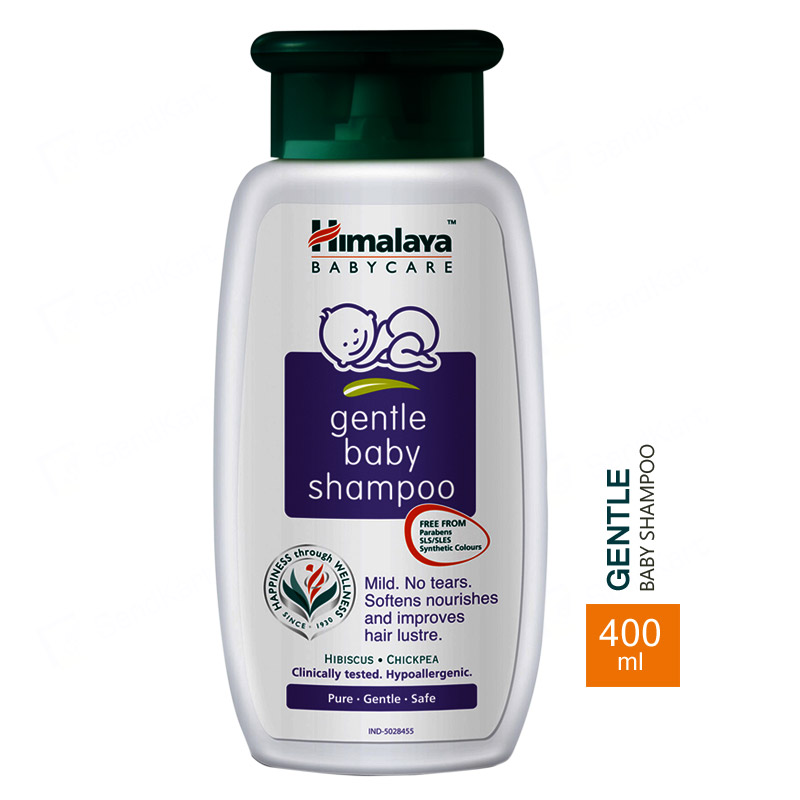 Himalaya™
BABYCARE
gentle
baby
shampoo
FREE FROM
Parabens
SLS/SLES
Synthetic Colours
HAPPINESS through WELLNESS
SINCE - 1930
Mild. No tears.
Softens nourishes
and improves
hair lustre.
HIBISCUS • CHICKPEA
Clinically tested. Hypoallergenic.
Pure · Gentle · Safe
IND-5028455
GENTLE
BABY SHAMPOO
400
ml